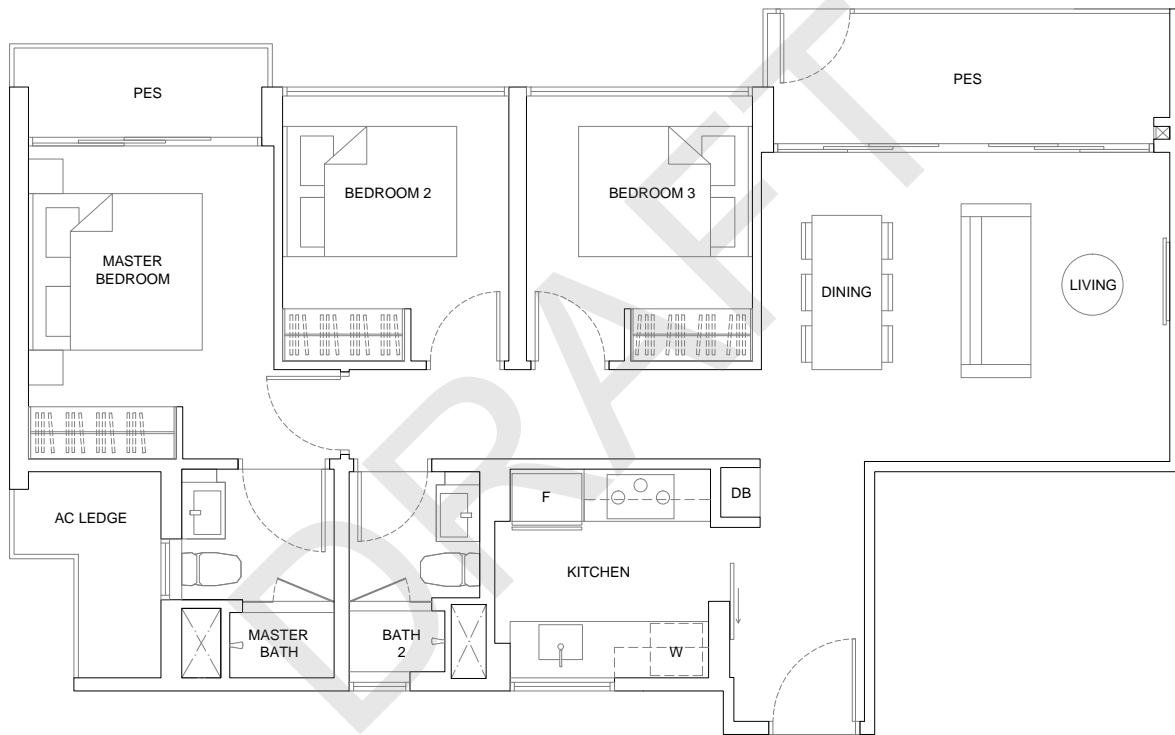 PES
PES
BEDROOM 2
BEDROOM 3
MASTER
BEDROOM
DINING
LIVING
AC LEDGE
F
DB
KITCHEN
MASTER
BATH
BATH
2
W
DRAFT